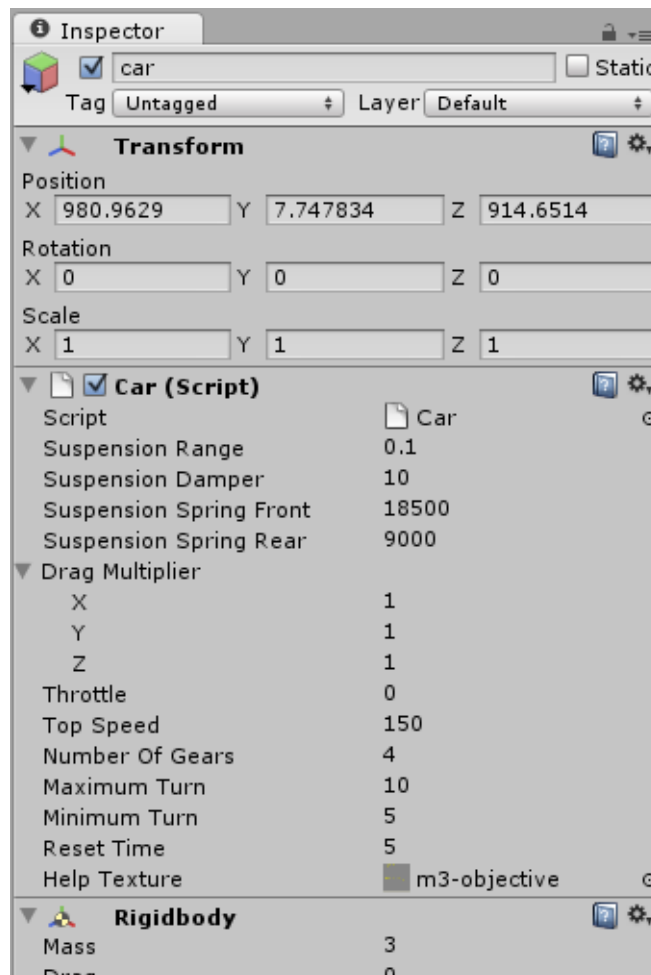 Inspector
car Static
Tag Untagged Layer Default
Transform
Position
X 980.9629 Y 7.747834 Z 914.6514
Rotation
X 0 Y 0 Z 0
Scale
X 1 Y 1 Z 1
Car (Script)
Script Car
Suspension Range 0.1
Suspension Damper 10
Suspension Spring Front 18500
Suspension Spring Rear 9000
Drag Multiplier
X 1
Y 1
Z 1
Throttle 0
Top Speed 150
Number Of Gears 4
Maximum Turn 10
Minimum Turn 5
Reset Time 5
Help Texture m3-objective
Rigidbody
Mass 3
Drag 0